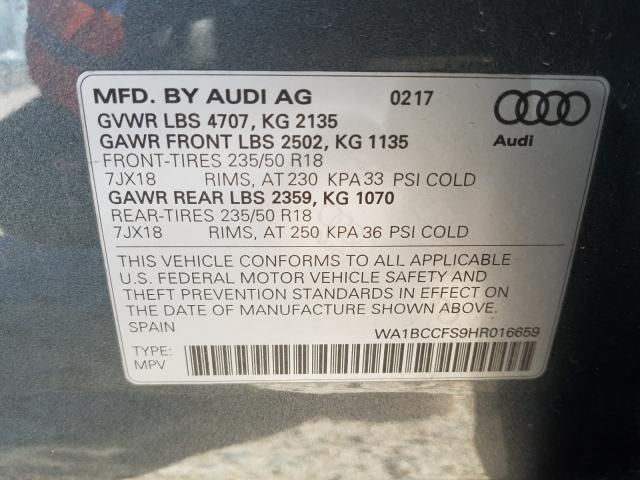 MFD. BY AUDI AG 0217
GVWR LBS 4707, KG 2135
GAWR FRONT LBS 2502, KG 1135
FRONT-TIRES 235/50 R18
7JX18 RIMS, AT 230 KPA 33 PSI COLD
GAWR REAR LBS 2359, KG 1070
REAR-TIRES 235/50 R18
7JX18 RIMS, AT 250 KPA 36 PSI COLD
Audi
THIS VEHICLE CONFORMS TO ALL APPLICABLE
U.S. FEDERAL MOTOR VEHICLE SAFETY AND
THEFT PREVENTION STANDARDS IN EFFECT ON
THE DATE OF MANUFACTURE SHOWN ABOVE.
SPAIN WA1BCCFS9HR016659
TYPE:
MPV